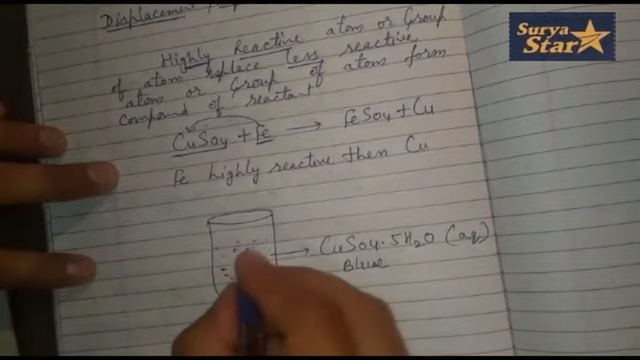 Displacement
Surya
Star
Highly Reactive atom or Group
of atom replace less reactive
atom or Group of atom form
compound of reactant
CuSo4 + Fe → FeSo4 + Cu
Fe highly reactive then Cu
→ CuSo4.5H2O (aq)
Bluse